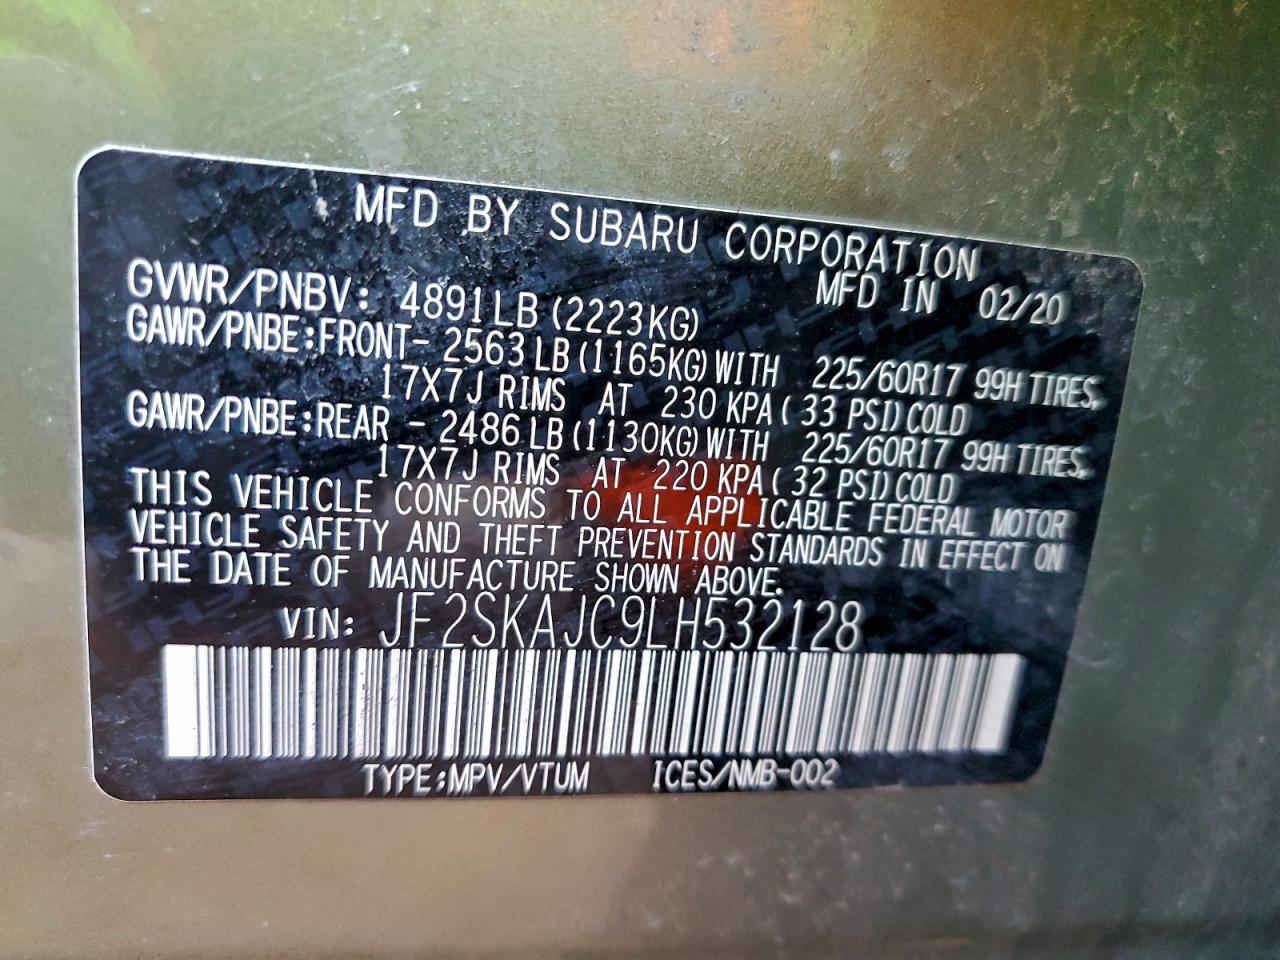 MFD BY SUBARU CORPORATION
MFD IN 02/20
GVWR/PNBV: 4891LB (2223KG)
GAWR/PNBE:FRONT- 2563 LB (1165KG) WITH 225/60R17 99H TIRES,
17X7J RIMS AT 230 KPA ( 33 PSI) COLD
GAWR/PNBE:REAR - 2486 LB (1130KG) WITH 225/60R17 99H TIRES,
17X7J RIMS AT 220 KPA ( 32 PSI) COLD
THIS VEHICLE CONFORMS TO ALL APPLICABLE FEDERAL MOTOR
VEHICLE SAFETY AND THEFT PREVENTION STANDARDS IN EFFECT ON
THE DATE OF MANUFACTURE SHOWN ABOVE.
VIN: JF2SKAJC9LH532128
TYPE:MPV/VTUM ICES/NMB-002